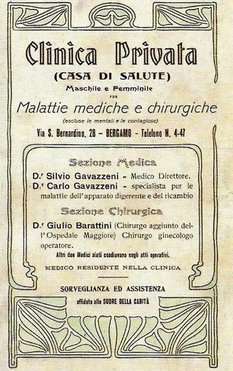 Clinica Privata
(CASA DI SALUTE)
Maschile e Femminile
PER
Malattie mediche e chirurgiche
(escluse le mentali e le contagiose)
Via S. Bernardino, 28 – BERGAMO – Telefono N. 4-47
Sezione Medica
D.r Silvio Gavazzeni - Medico Direttore.
D.r Carlo Gavazzeni - specialista per le
malattie dell'apparato digerente e del ricambio
Sezione Chirurgica
D.r Giulio Barattini (Chirurgo aggiunto del-
l'Ospedale Maggiore) Chirurgo ginecologo
operatore.
Altri due Medici aiuti coadiuvano negli atti operativi.
MEDICO RESIDENTE NELLA CLINICA
SORVEGLIANZA ED ASSISTENZA
affidata alle SUORE DELLA CARITÀ